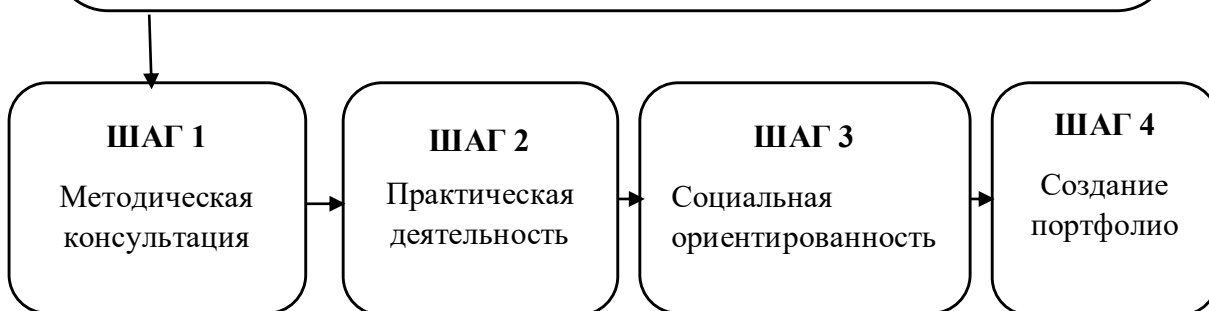 ШАГ 1
Методическая
консультация
ШАГ 2
Практическая
деятельность
ШАГ 3
Социальная
ориентированность
ШАГ 4
Создание
портфолио